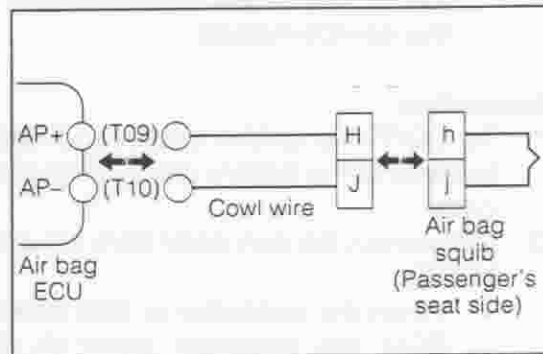 AP+ (T09) H h
AP– (T10) J j
Cowl wire
Air bag
ECU
Air bag
squib
(Passenger's
seat side)